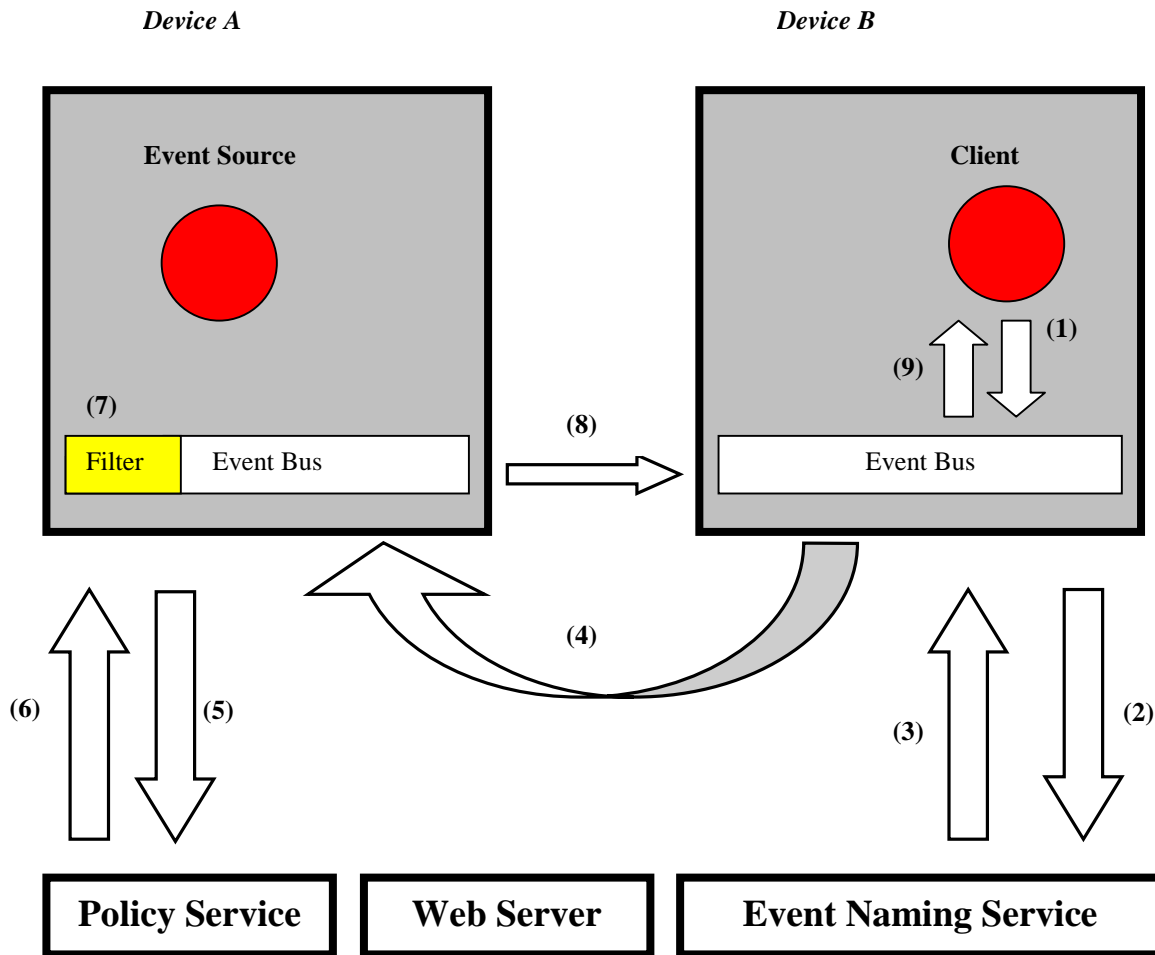 Device A
Device B
Event Source
Client
(1)
(9)
(7)
(8)
Filter
Event Bus
Event Bus
(4)
(6)
(5)
(3)
(2)
Policy Service
Web Server
Event Naming Service